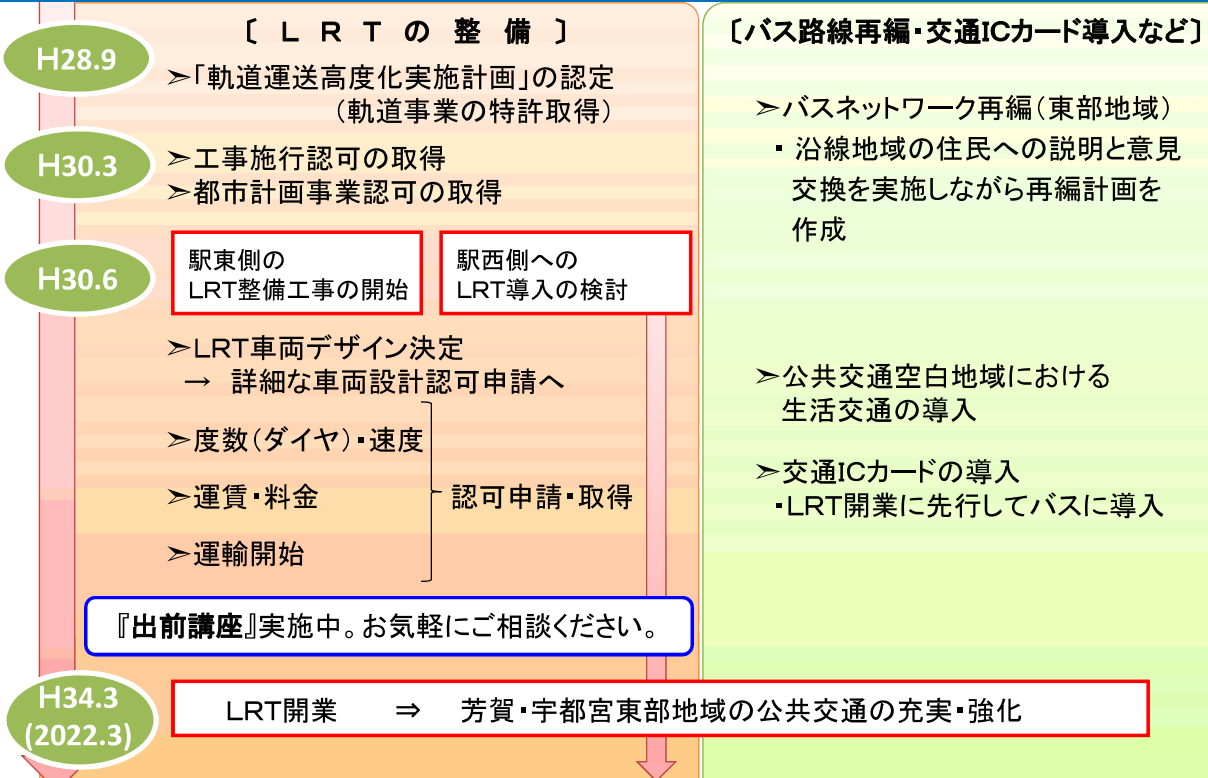 〔 L R T の 整 備 〕
H28.9
➢「軌道運送高度化実施計画」の認定
(軌道事業の特許取得)
H30.3
➢工事施行認可の取得
➢都市計画事業認可の取得
H30.6
駅東側の
LRT整備工事の開始
駅西側への
LRT導入の検討
➢LRT車両デザイン決定
→ 詳細な車両設計認可申請へ
➢度数(ダイヤ)・速度
➢運賃・料金
認可申請・取得
➢運輸開始
『出前講座』実施中。お気軽にご相談ください。
〔バス路線再編・交通ICカード導入など〕
➢バスネットワーク再編(東部地域)
・沿線地域の住民への説明と意見
交換を実施しながら再編計画を
作成
➢公共交通空白地域における
生活交通の導入
➢交通ICカードの導入
・LRT開業に先行してバスに導入
H34.3
(2022.3)
LRT開業 ⇒ 芳賀・宇都宮東部地域の公共交通の充実・強化